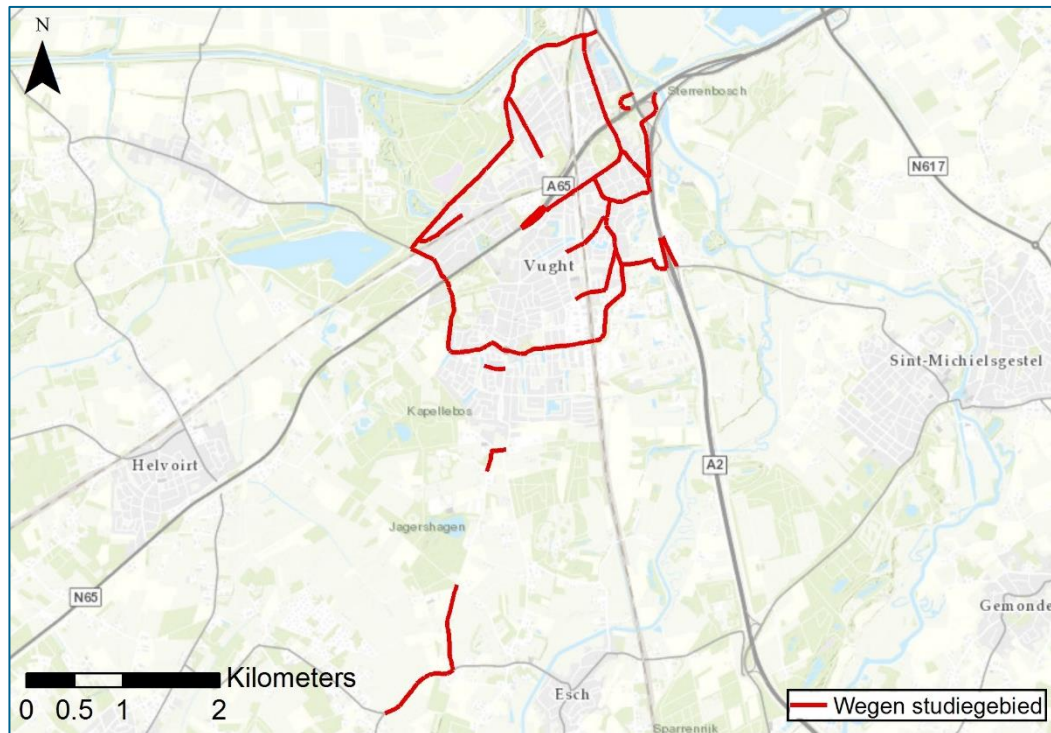 N
Sterrenbosch
N617
A65
Vught
Sint-Michielsgestel
Kapellebos
Helvoirt
A2
Jagershagen
N65
Gemonde
Kilometers
0 0.5 1 2
Esch
Wegen studiegebied
Sparrenrijk